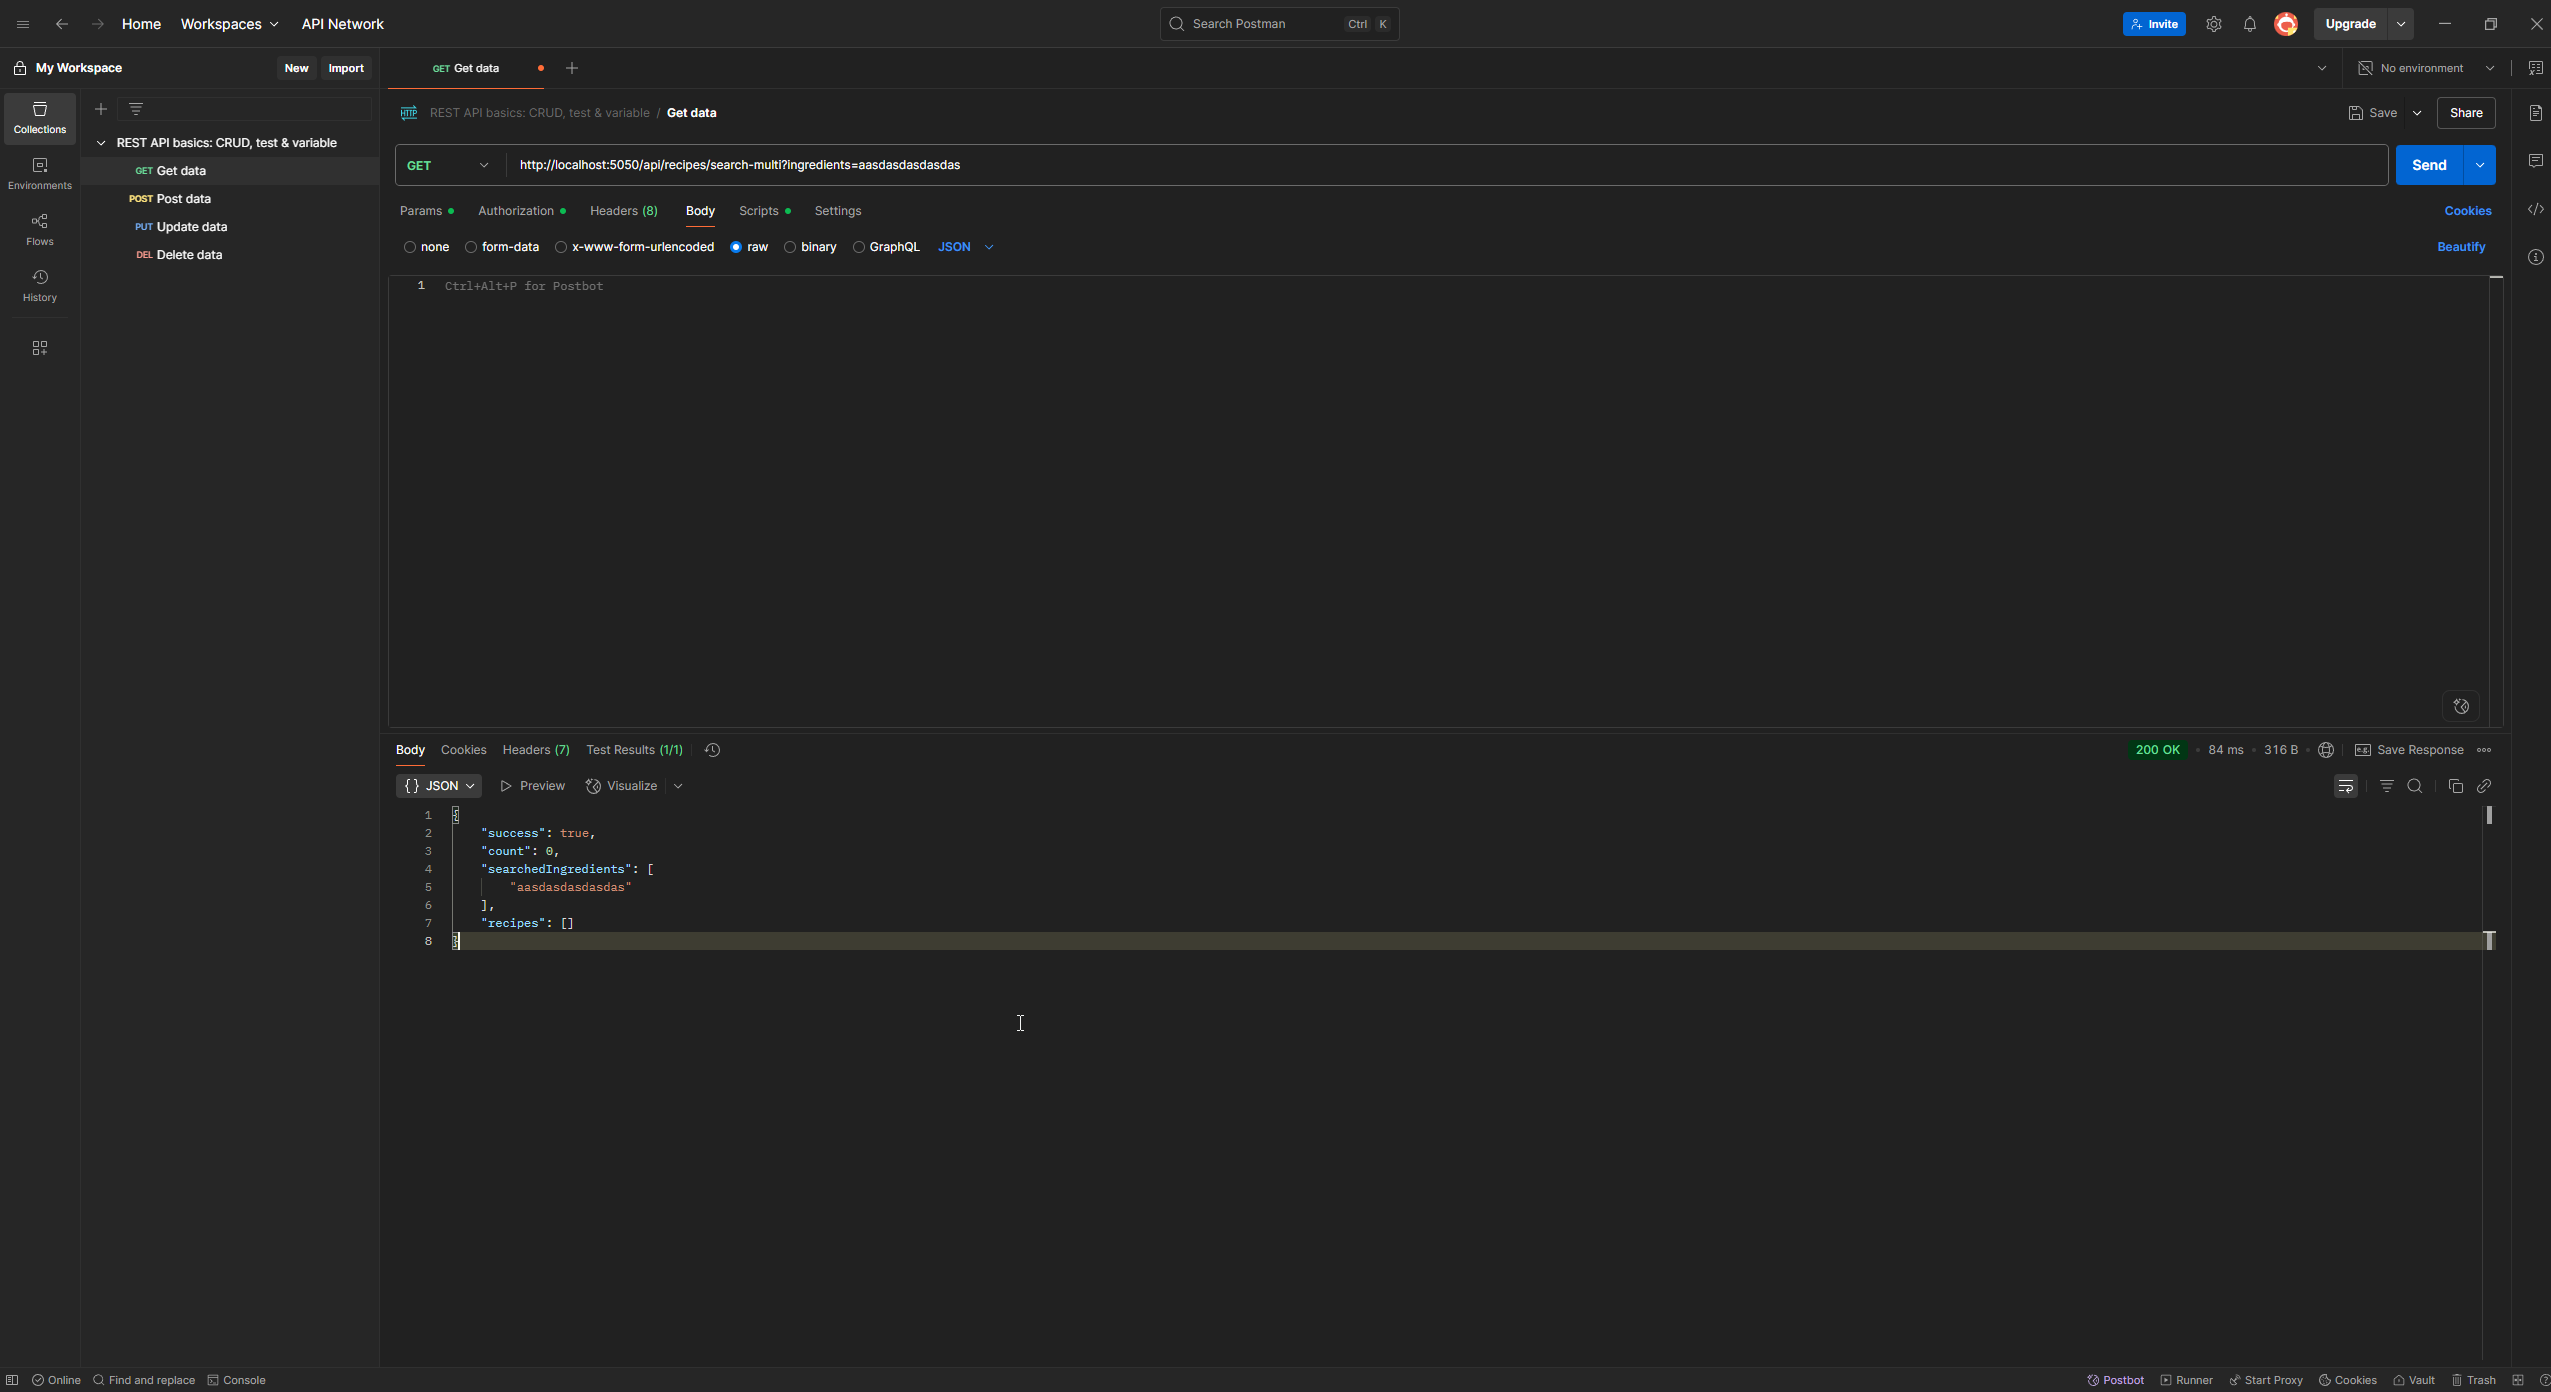 Home Workspaces API Network Search Postman Ctrl K Invite Upgrade
My Workspace New Import GET Get data No environment
Collections
Environments
Flows
History
REST API basics: CRUD, test & variable
GET Get data
POST Post data
PUT Update data
DEL Delete data
HTTP REST API basics: CRUD, test & variable / Get data Save Share
GET http://localhost:5050/api/recipes/search-multi?ingredients=aasdasdasdasdas Send
Params Authorization Headers (8) Body Scripts Settings Cookies
none form-data x-www-form-urlencoded raw binary GraphQL JSON Beautify
1 Ctrl+Alt+P for Postbot
Body Cookies Headers (7) Test Results (1/1) 200 OK 84 ms 316 B e.g. Save Response
{} JSON Preview Visualize
1 {
2 "success": true,
3 "count": 0,
4 "searchedIngredients": [
5 "aasdasdasdasdas"
6 ],
7 "recipes": []
8 }
Online Find and replace Console Postbot Runner Start Proxy Cookies Vault Trash